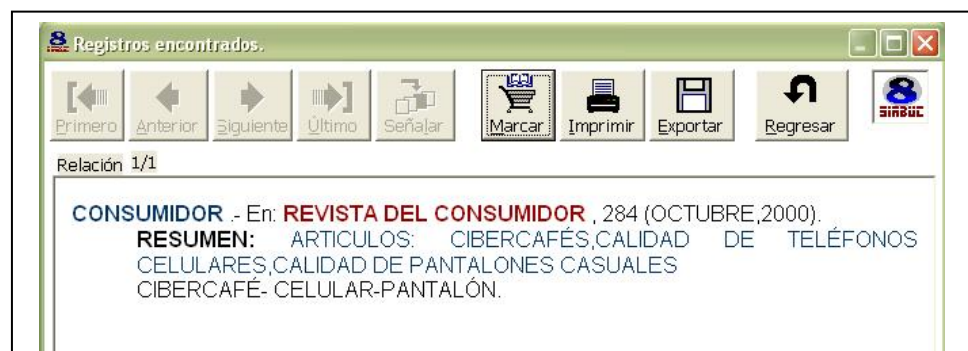 Registros encontrados.
Primero Anterior Siguiente Último Señalar Marcar Imprimir Exportar Regresar
8
SIABUC
Relación 1/1
CONSUMIDOR .- En: REVISTA DEL CONSUMIDOR , 284 (OCTUBRE,2000).
RESUMEN: ARTICULOS: CIBERCAFÉS,CALIDAD DE TELÉFONOS
CELULARES,CALIDAD DE PANTALONES CASUALES
CIBERCAFÉ- CELULAR-PANTALÓN.